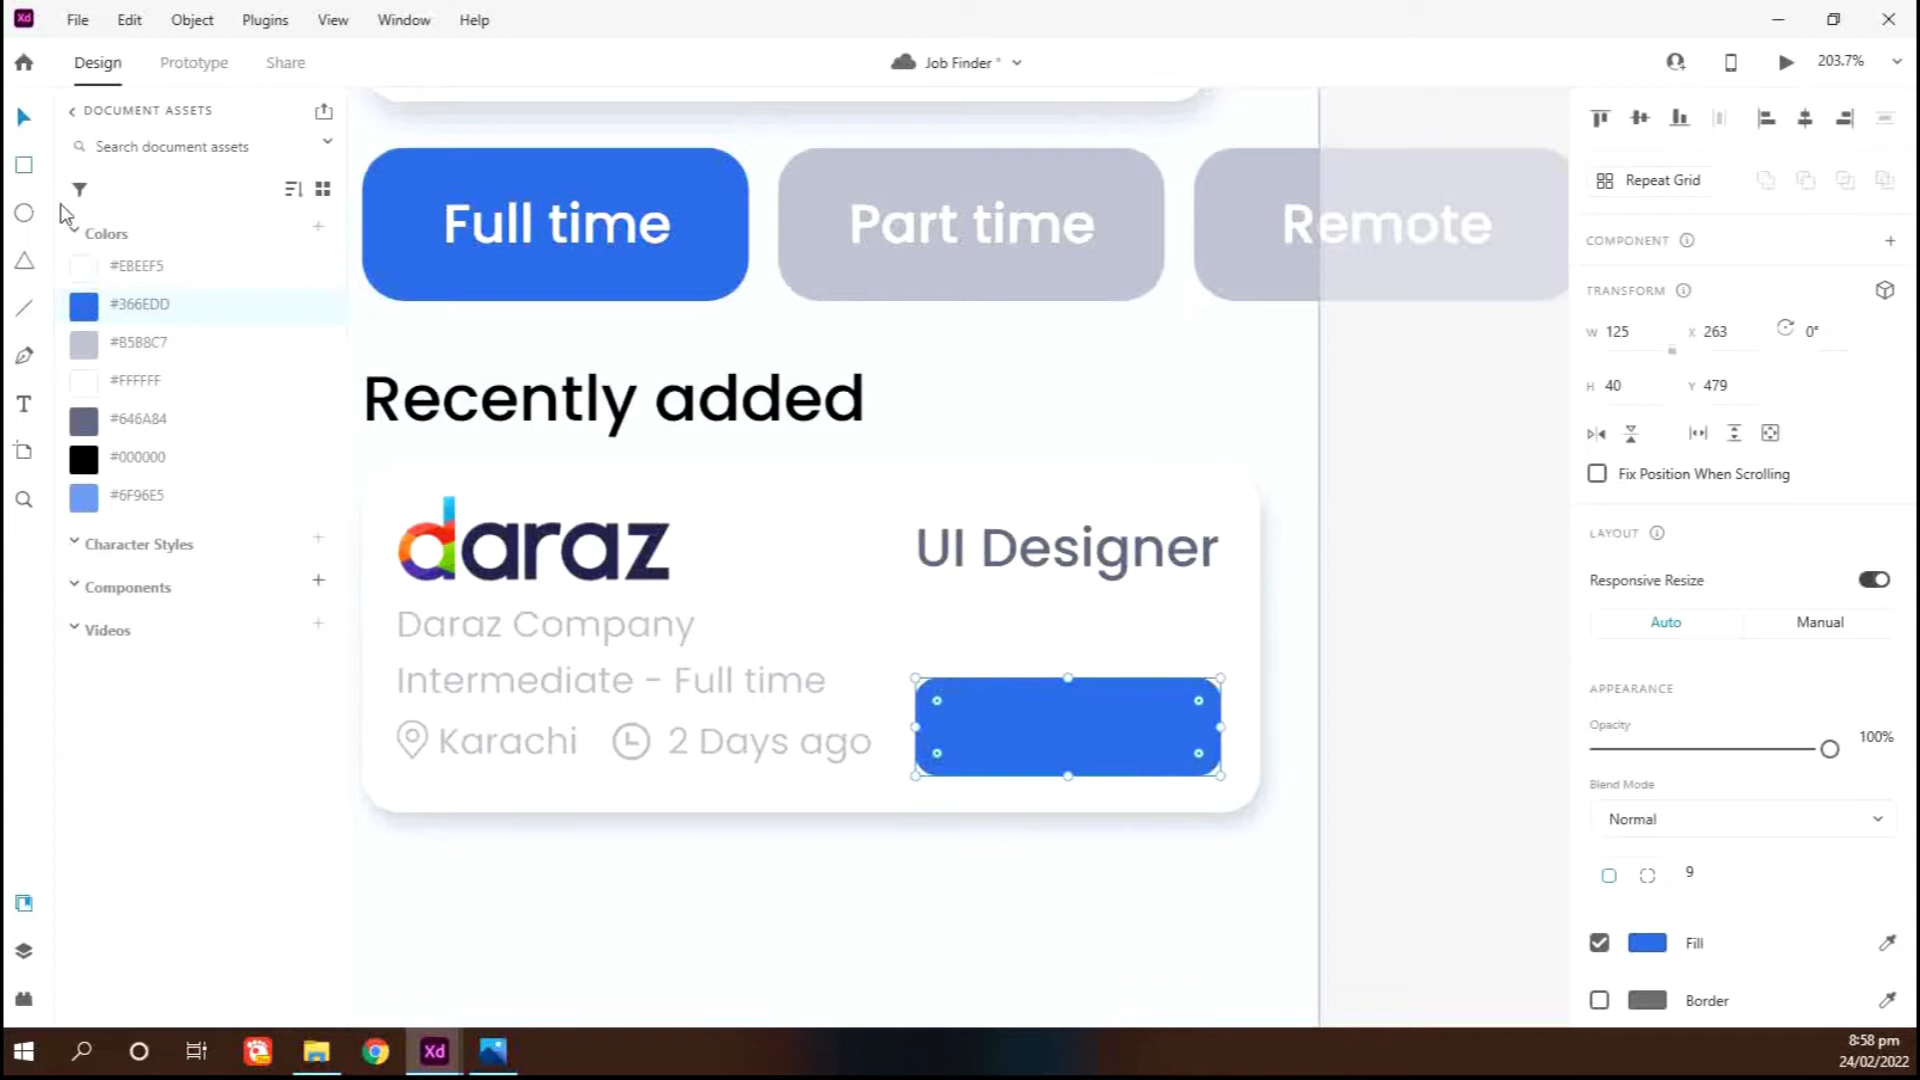 Xd File Edit Object Plugins View Window Help
Design Prototype Share Job Finder * 203.7%
DOCUMENT ASSETS
Search document assets
Colors
#EBEEF5
#366EDD
#B5B8C7
#FFFFFF
#646A84
#000000
#6F96E5
Character Styles
Components
Videos
Full time Part time Remote
Recently added
daraz UI Designer
Daraz Company
Intermediate - Full time
Karachi 2 Days ago
Repeat Grid
COMPONENT
TRANSFORM
W 125 X 263 0°
H 40 Y 479
Fix Position When Scrolling
LAYOUT
Responsive Resize
Auto Manual
APPEARANCE
Opacity
100%
Blend Mode
Normal
9
Fill
Border
Xd
8:58 pm
24/02/2022